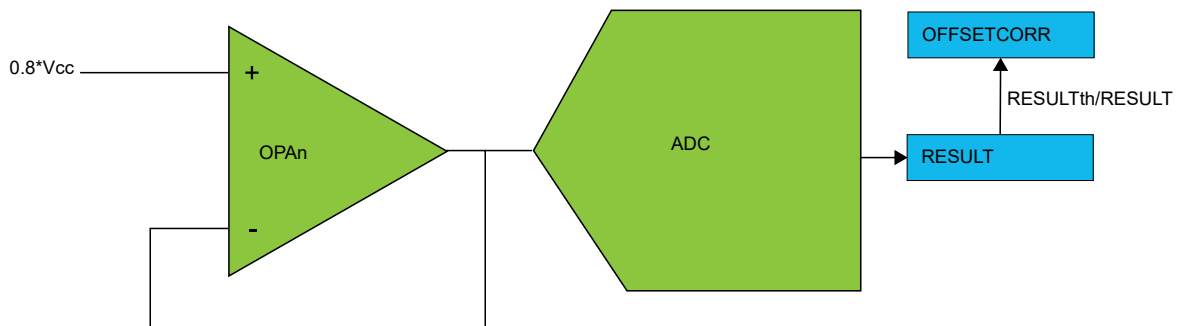 OFFSETCORR
0.8*Vcc
+
RESULTth/RESULT
OPAn
ADC
RESULT
-